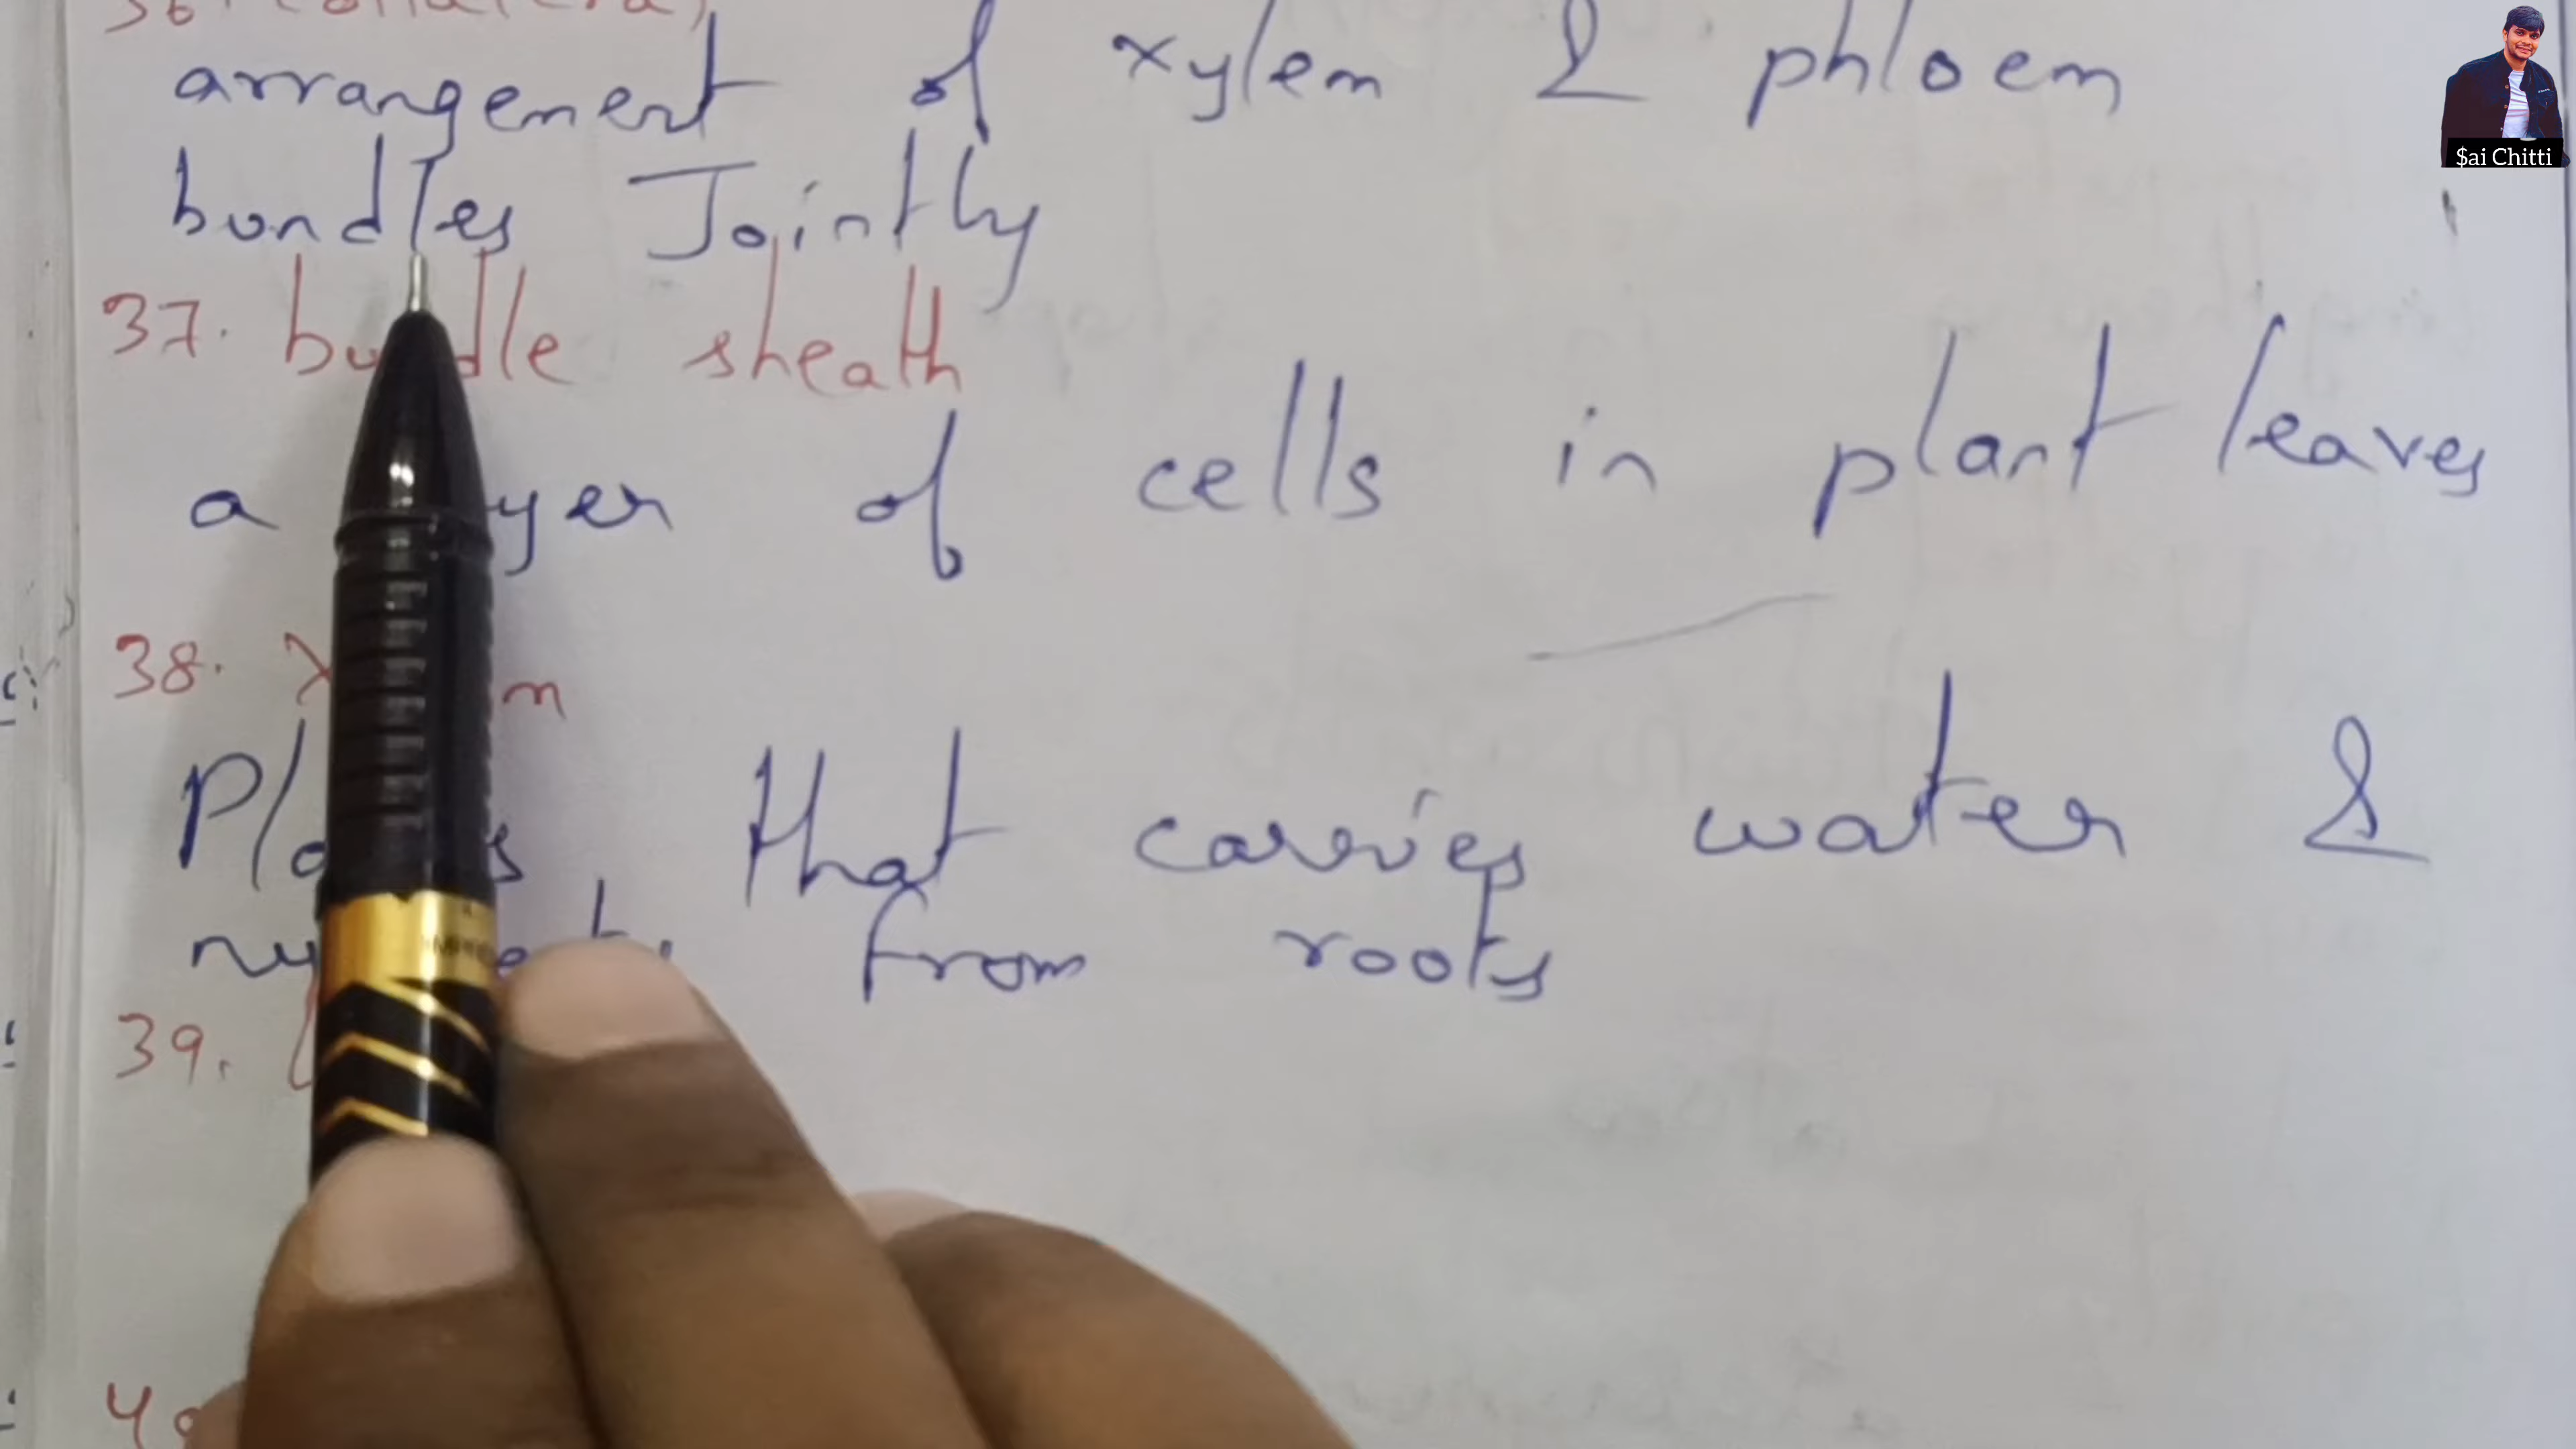 arrangement of xylem & phloem
bundles Jointly
37. bundle sheath
a of cells in plant leaves
38.
that carries water &
from roots
39.
$ai Chitti